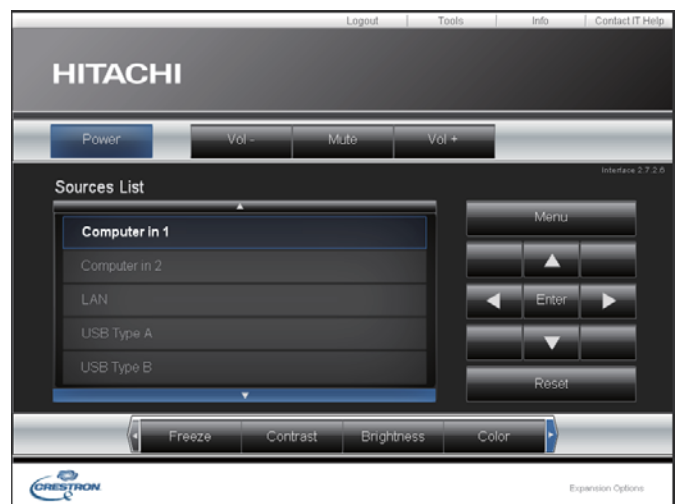 Logout Tools Info Contact IT Help
HITACHI
Power Vol - Mute Vol +
Interface 2.7.2.6
Sources List
Menu
Computer in 1
Computer in 2
LAN
Enter
USB Type A
USB Type B
Reset
Freeze Contrast Brightness Color
CRESTRON
Expansion Options